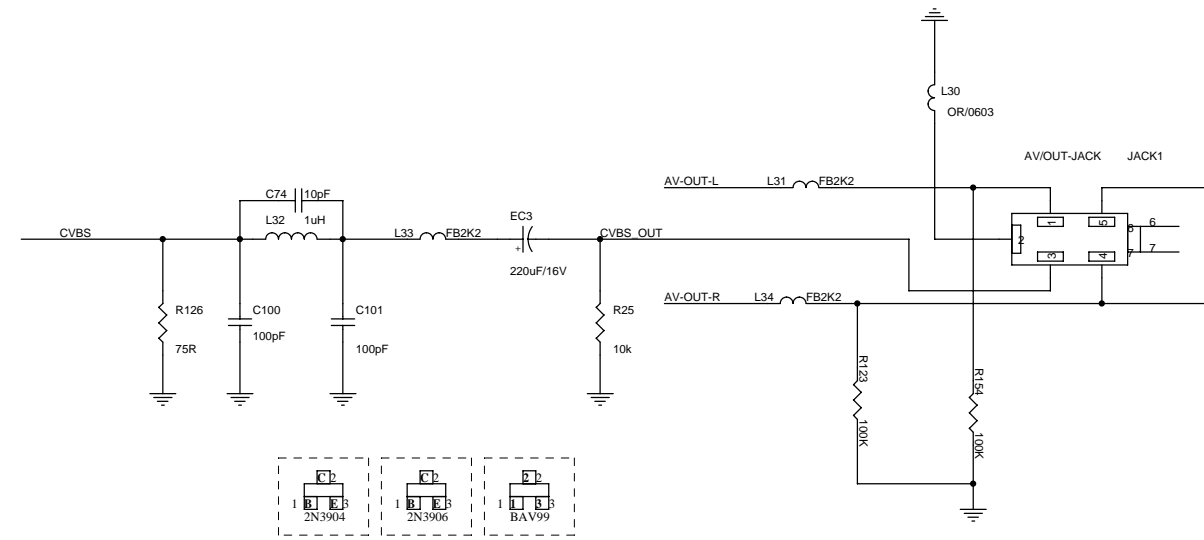 L30
OR/0603
AV/OUT-JACK
JACK1
AV-OUT-L
L31
FB2K2
C74
10pF
L32
1uH
EC3
1
5
6
6
CVBS
L33
FB2K2
+
CVBS_OUT
2
220uF/16V
3
4
7
7
AV-OUT-R
L34
FB2K2
R126
C100
C101
R25
75R
100pF
100pF
10k
R123
100K
R154
100K
C
2
1
B
E
3
2N3904
C
2
1
B
E
3
2N3906
2
2
1
1
3
3
BAV99